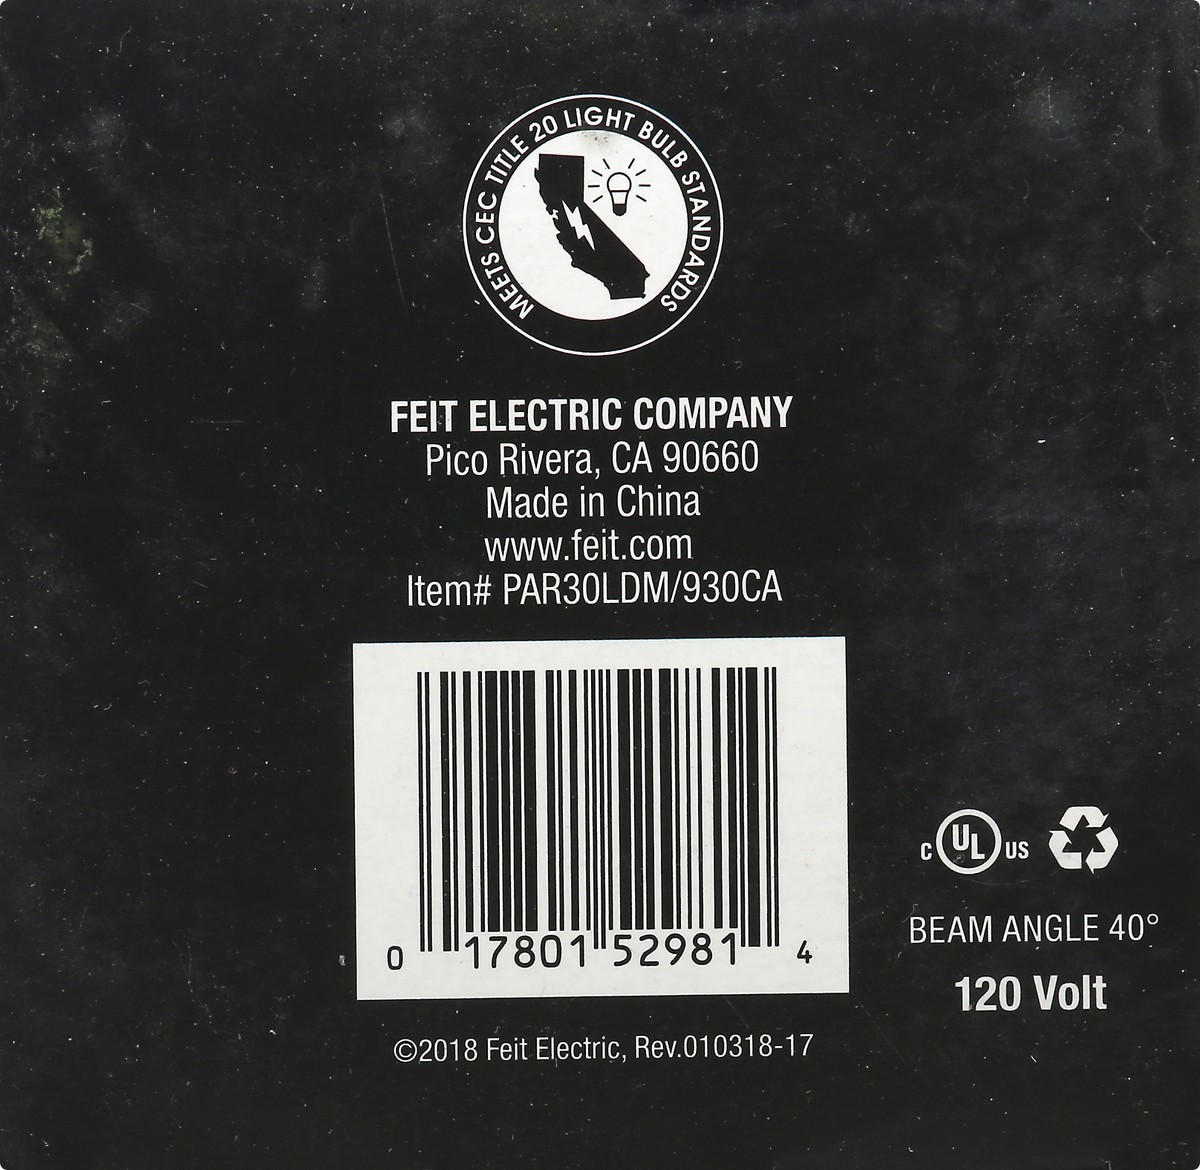 MEETS CEC TITLE 20 LIGHT BULB STANDARDS
FEIT ELECTRIC COMPANY
Pico Rivera, CA 90660
Made in China
www.feit.com
Item# PAR30LDM/930CA
0 17801 52981 4
C UL US
BEAM ANGLE 40°
120 Volt
©2018 Feit Electric, Rev.010318-17